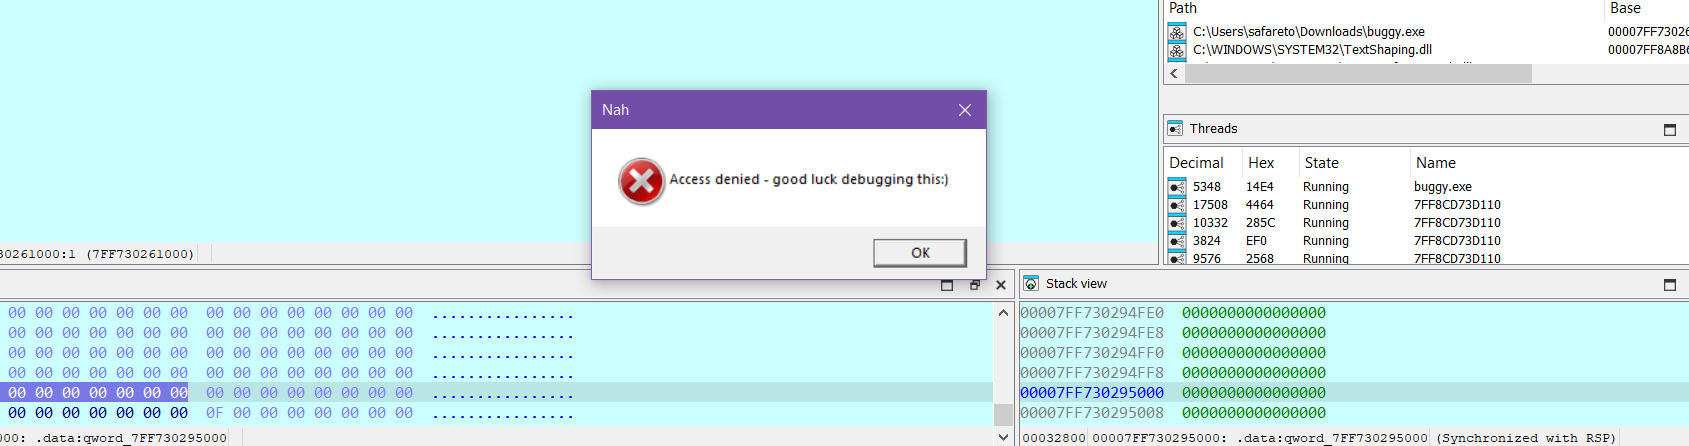 Path Base
C:\Users\safareto\Downloads\buggy.exe 00007FF73026
C:\WINDOWS\SYSTEM32\TextShaping.dll 00007FF8A8B6
Nah
Access denied - good luck debugging this:)
OK
Threads
Decimal Hex State Name
5348 14E4 Running buggy.exe
17508 4464 Running 7FF8CD73D110
10332 285C Running 7FF8CD73D110
3824 EF0 Running 7FF8CD73D110
9576 2568 Running 7FF8CD73D110
30261000:1 (7FF730261000)
Stack view
00 00 00 00 00 00 00 00 00 00 00 00 00 00 ................
00 00 00 00 00 00 00 00 00 00 00 00 00 00 ................
00 00 00 00 00 00 00 00 00 00 00 00 00 00 ................
00 00 00 00 00 00 00 00 00 00 00 00 00 00 ................
00 00 00 00 00 00 00 00 00 00 00 00 00 00 ................
00 00 00 00 00 00 00 0F 00 00 00 00 00 00 ................
000: .data:qword_7FF730295000
00007FF730294FE0 0000000000000000
00007FF730294FE8 0000000000000000
00007FF730294FF0 0000000000000000
00007FF730294FF8 0000000000000000
00007FF730295000 0000000000000000
00007FF730295008 0000000000000000
00032800 00007FF730295000: .data:qword_7FF730295000 (Synchronized with RSP)